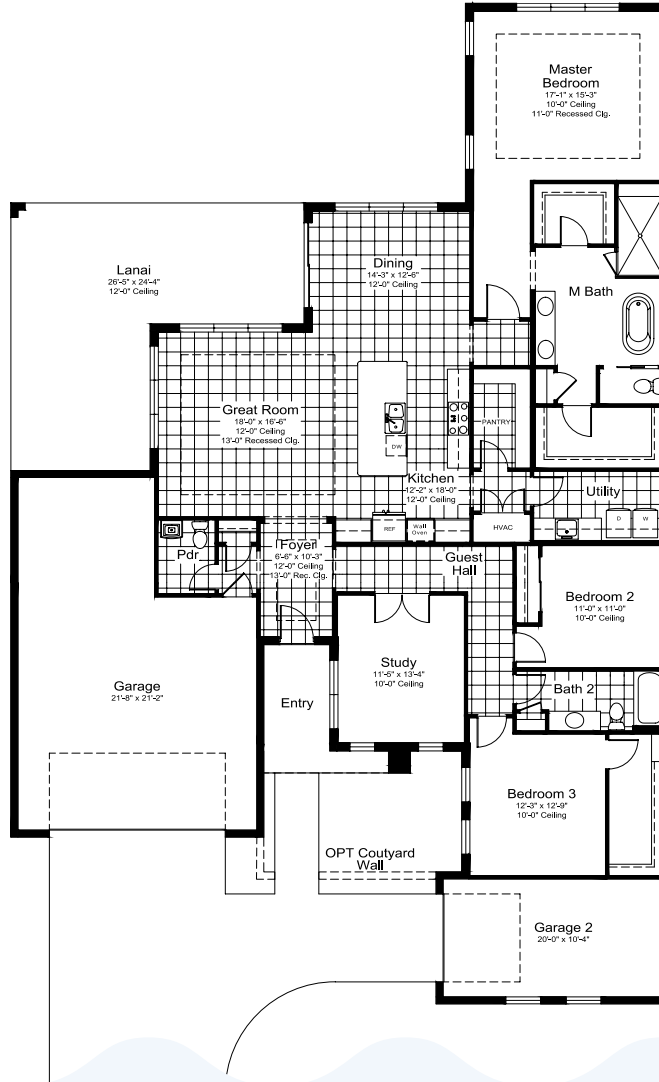 Master
Bedroom
17'-1" x 15'-3"
10'-0" Ceiling
11'-0" Recessed Clg.
Lanai
26'-5" x 24'-4"
12'-0" Ceiling
Dining
14'-3" x 12'-6"
12'-0" Ceiling
M Bath
Great Room
18'-0" x 16'-6"
12'-0" Ceiling
13'-0" Recessed Clg.
DW
PANTRY
Kitchen
12'-2" x 18'-0"
12'-0" Ceiling
Utility
D
W
REF
Wall
Oven
HVAC
Pdr
Foyer
6'-6" x 10'-3"
12'-0" Ceiling
13'-0" Rec. Clg.
Guest
Hall
Bedroom 2
11'-0" x 11'-0"
10'-0" Ceiling
Garage
21'-8" x 21'-2"
Entry
Study
11'-5" x 13'-4"
10'-0" Ceiling
Bath 2
Bedroom 3
12'-3" x 12'-9"
10'-0" Ceiling
OPT Coutyard
Wall
Garage 2
20'-0" x 10'-4"